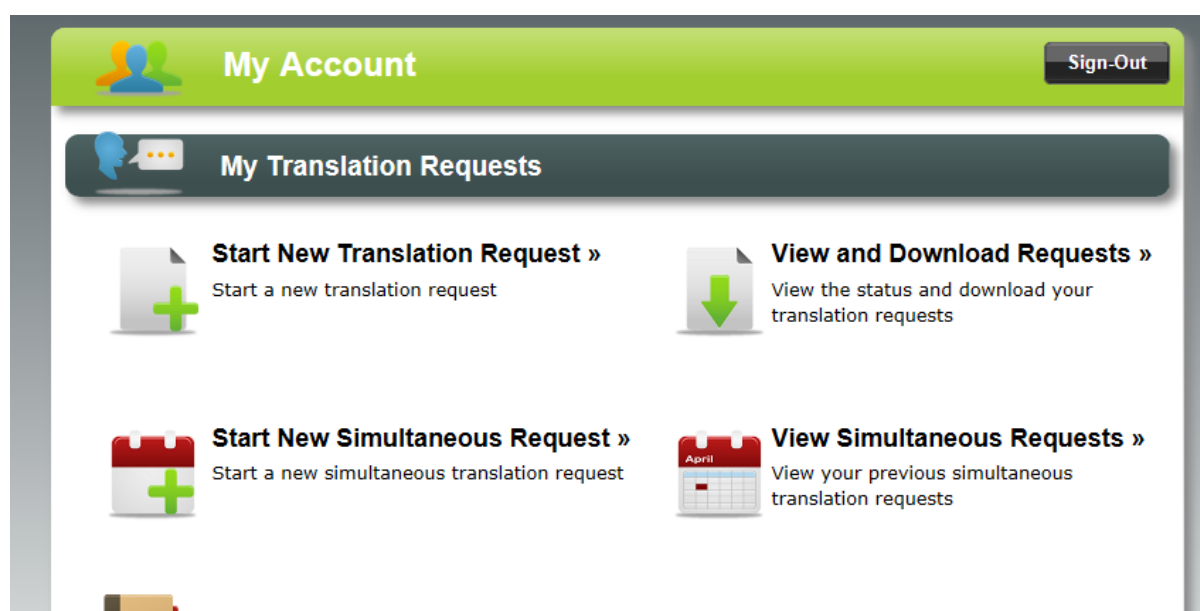 My Account
Sign-Out
My Translation Requests
Start New Translation Request »
Start a new translation request
View and Download Requests »
View the status and download your
translation requests
Start New Simultaneous Request »
Start a new simultaneous translation request
April
View Simultaneous Requests »
View your previous simultaneous
translation requests